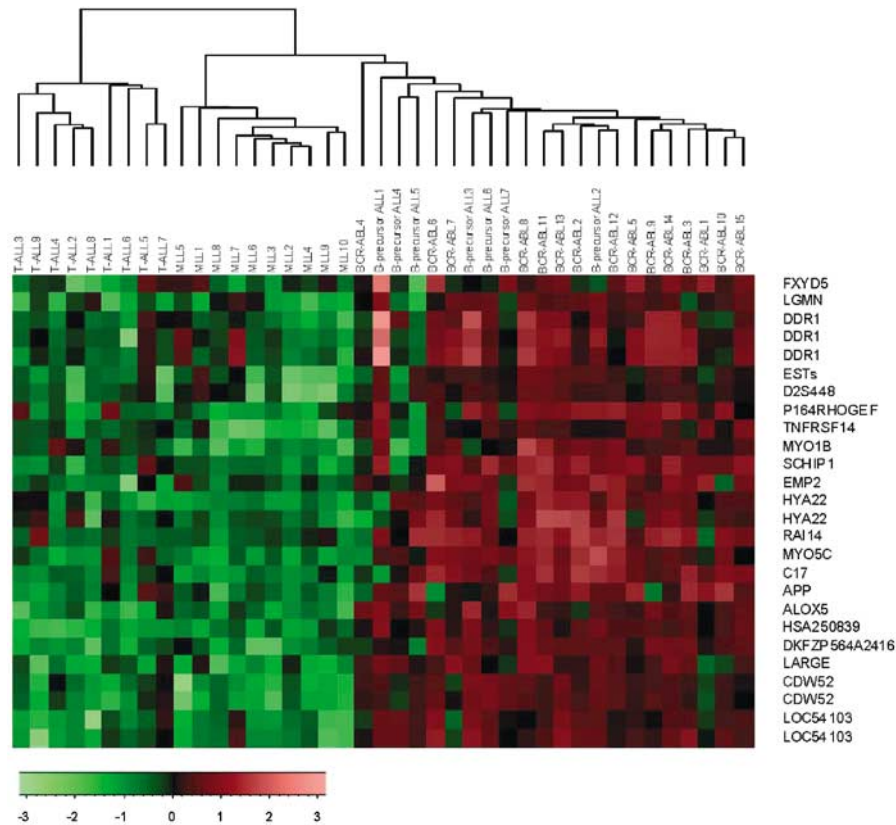 T-ALL3
T-ALL9
T-ALL4
T-ALL2
T-ALL8
T-ALL1
T-ALL6
T-ALL5
T-ALL7
MLL5
MLL1
MLL8
MLL7
MLL6
MLL3
MLL2
MLL4
MLL9
MLL10
BCR-ABL4
B-precursor ALL1
B-precursor ALL4
B-precursor ALL5
BCR-ABL6
BCR-ABL7
B-precursor ALL3
B-precursor ALL6
B-precursor ALL7
BCR-ABL8
BCR-ABL11
BCR-ABL13
BCR-ABL2
B-precursor ALL2
BCR-ABL12
BCR-ABL5
BCR-ABL9
BCR-ABL14
BCR-ABL3
BCR-ABL1
BCR-ABL10
BCR-ABL15
FXYD5
LGMN
DDR1
DDR1
DDR1
ESTs
D2S448
P164RHOGEF
TNFRSF14
MYO1B
SCHIP1
EMP2
HYA22
HYA22
RAI14
MYO5C
C17
APP
ALOX5
HSA250839
DKFZP564A2416
LARGE
CDW52
CDW52
LOC54103
LOC54103
-3 -2 -1 0 1 2 3